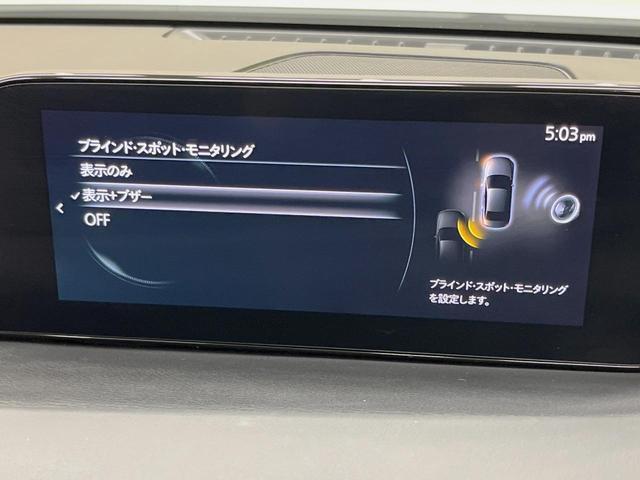 5:03 pm
ブラインド・スポット・モニタリング
表示のみ
表示+ブザー
OFF
ブラインド・スポット・モニタリング
を設定します。